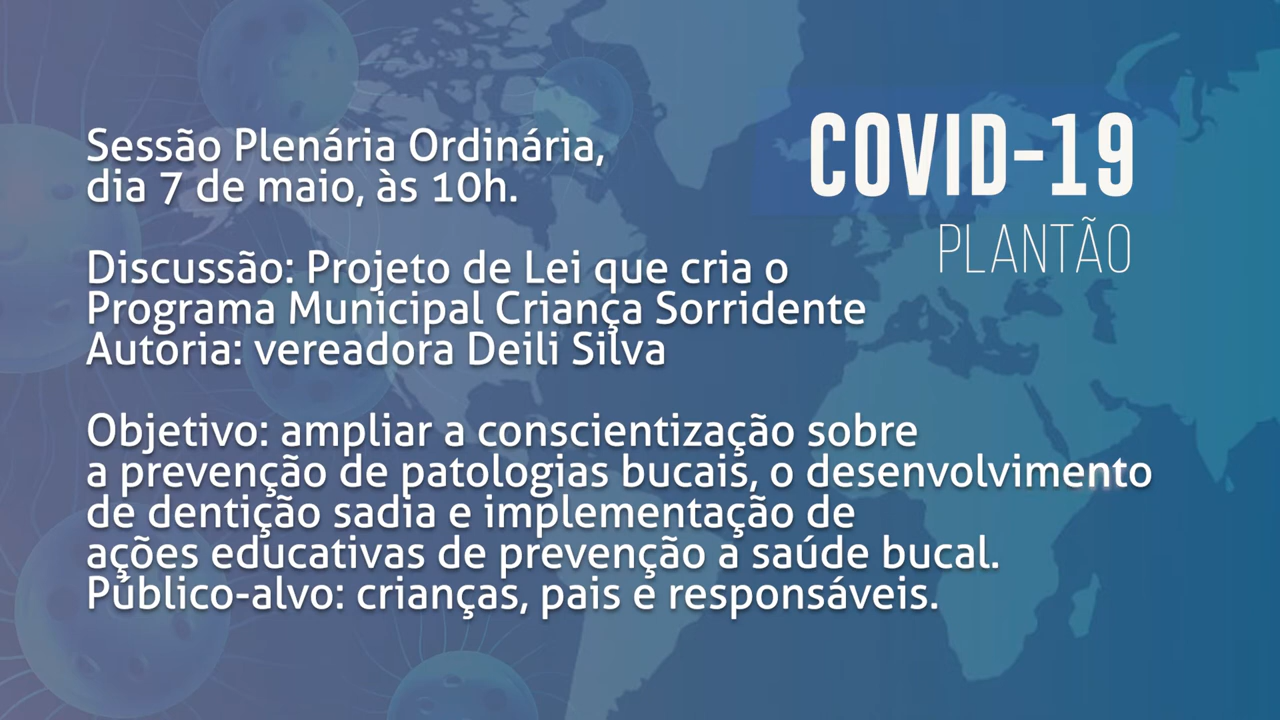 Sessão Plenária Ordinária,
dia 7 de maio, às 10h.
COVID-19
PLANTÃO
Discussão: Projeto de Lei que cria o
Programa Municipal Criança Sorridente
Autoria: vereadora Deili Silva
Objetivo: ampliar a conscientização sobre
a prevenção de patologias bucais, o desenvolvimento
de dentição sadia e implementação de
ações educativas de prevenção a saúde bucal.
Público-alvo: crianças, pais e responsáveis.